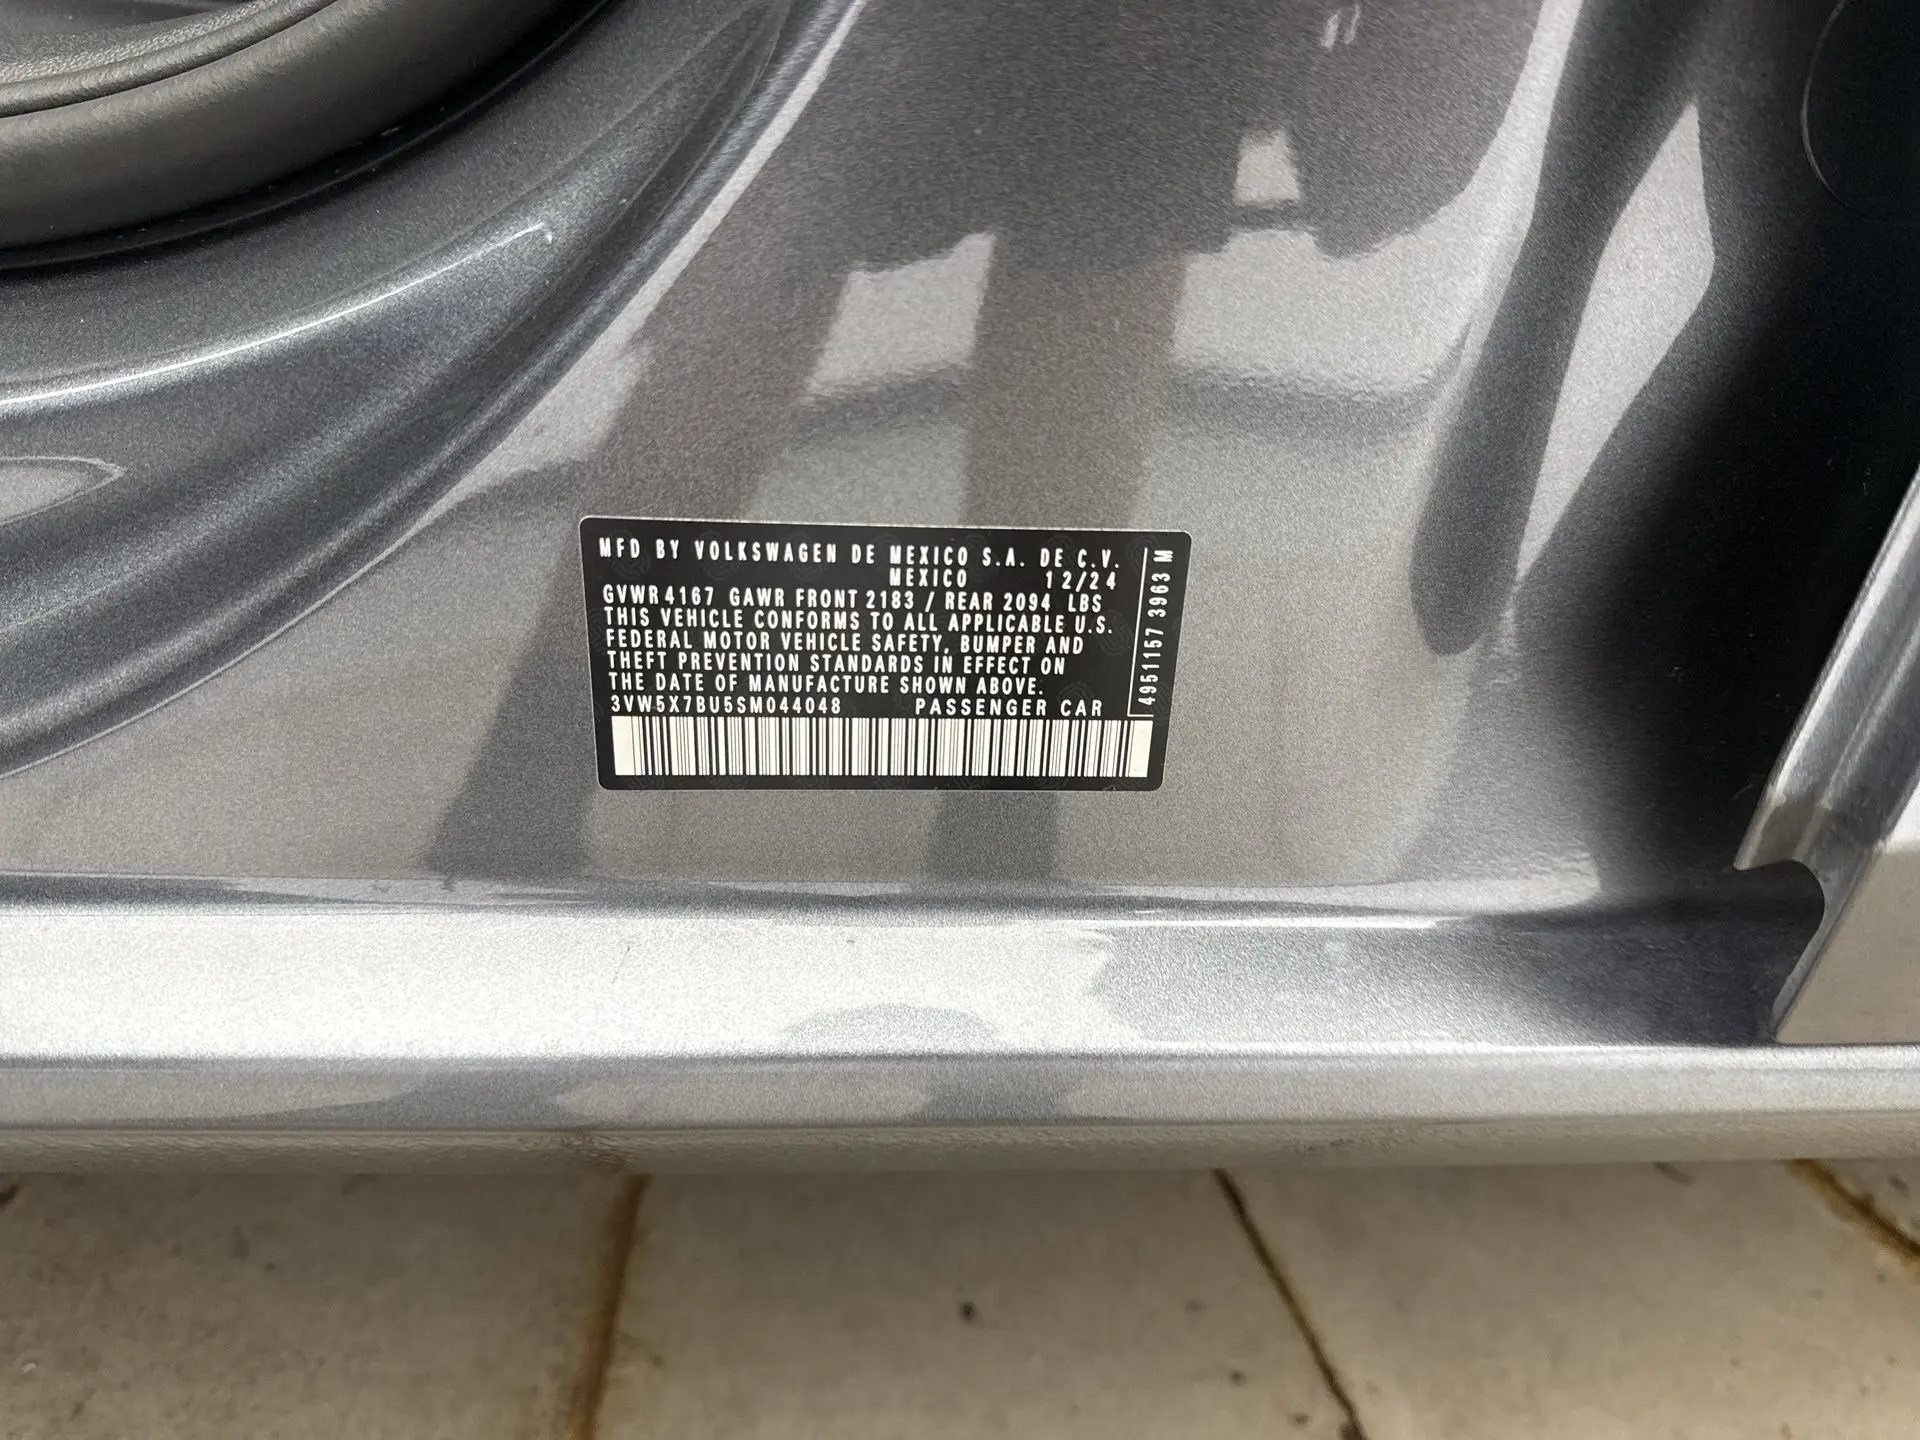 MFD BY VOLKSWAGEN DE MEXICO S.A. DE C.V.
MEXICO 12/24
GVWR 4167 GAWR FRONT 2183 / REAR 2094 LBS
THIS VEHICLE CONFORMS TO ALL APPLICABLE U.S.
FEDERAL MOTOR VEHICLE SAFETY, BUMPER AND
THEFT PREVENTION STANDARDS IN EFFECT ON
THE DATE OF MANUFACTURE SHOWN ABOVE.
3VW5X7BU5SM044048 PASSENGER CAR
4951157 3963 M